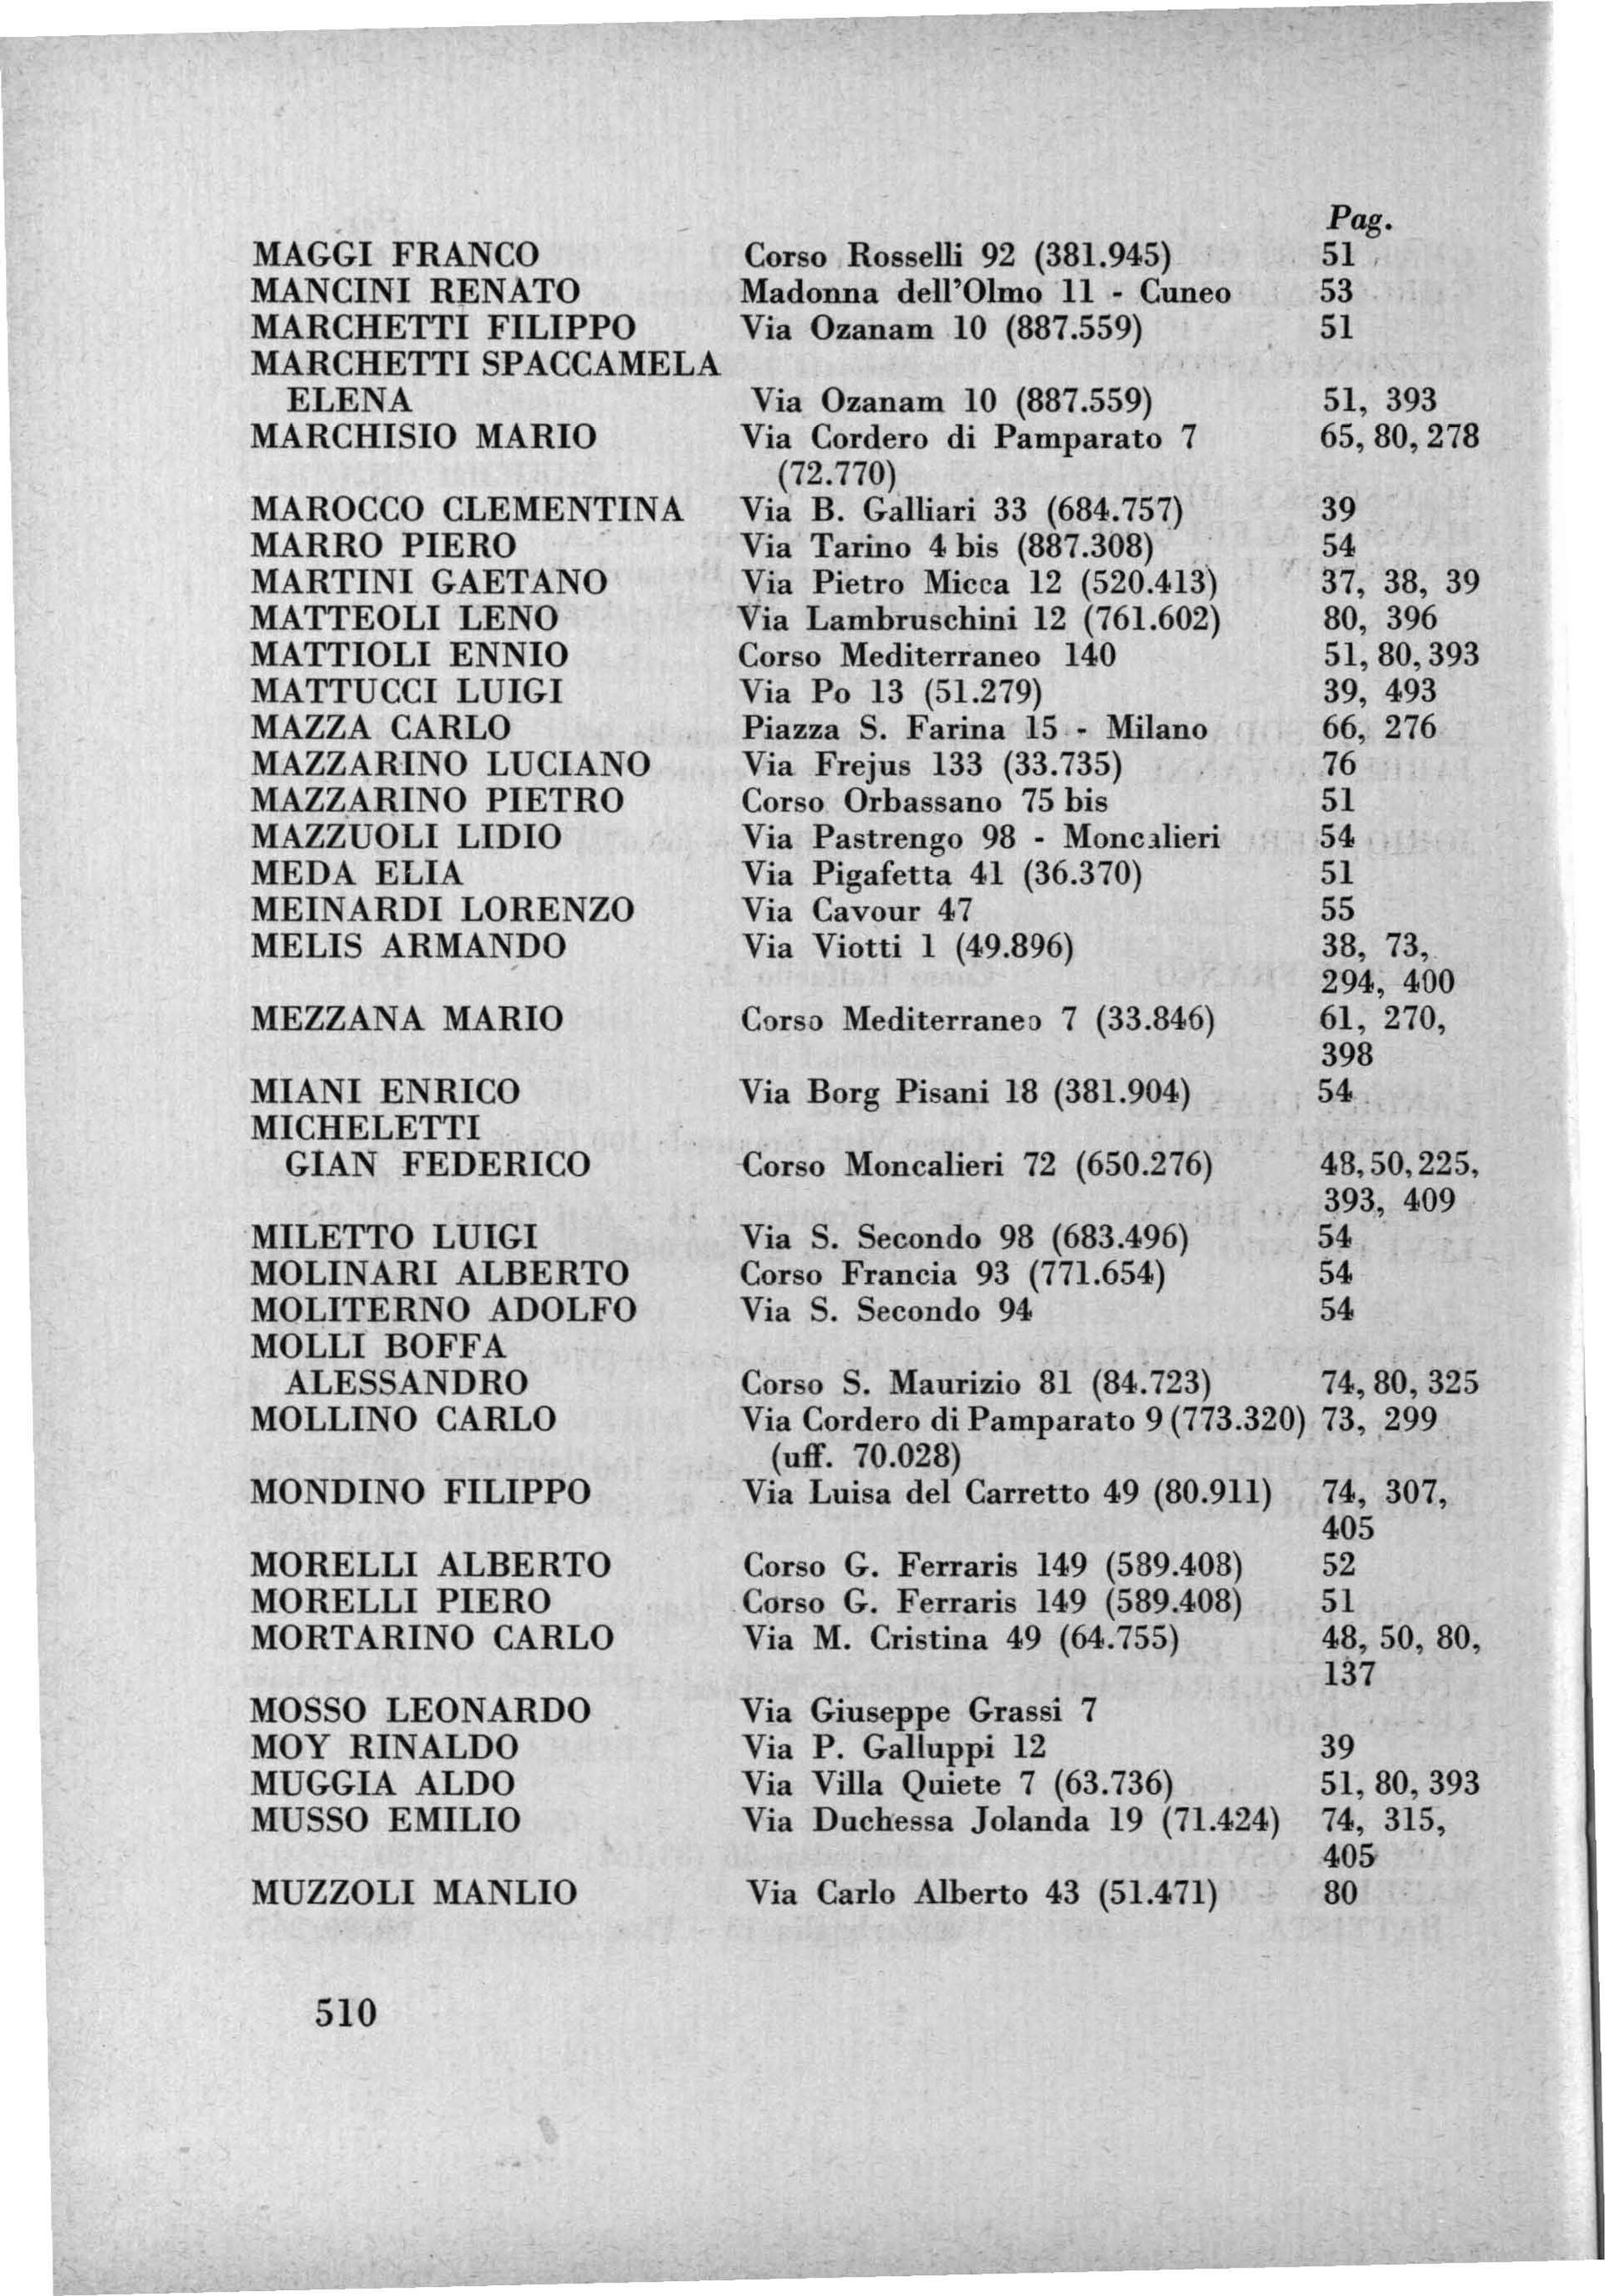 Pag.
MAGGI FRANCO Corso Rosselli 92 (381.945) 51
MANCINI RENATO Madonna dell'Olmo 11 - Cuneo 53
MARCHETTI FILIPPO Via Ozanam 10 (887.559) 51
MARCHETTI SPACCAMELA
ELENA Via Ozanam 10 (887.559) 51, 393
MARCHISIO MARIO Via Cordero di Pamparato 7 65, 80, 278
(72.770)
MAROCCO CLEMENTINA Via B. Galliari 33 (684.757) 39
MARRO PIERO Via Tarino 4 bis (887.308) 54
MARTINI GAETANO Via Pietro Micca 12 (520.413) 37, 38, 39
MATTEOLI LENO Via Lambruschini 12 (761.602) 80, 396
MATTIOLI ENNIO Corso Mediterraneo 140 51, 80, 393
MATTUCCI LUIGI Via Po 13 (51.279) 39, 493
MAZZA CARLO Piazza S. Farina 15 - Milano 66, 276
MAZZARINO LUCIANO Via Frejus 133 (33.735) 76
MAZZARINO PIETRO Corso Orbassano 75 bis 51
MAZZUOLI LIDIO Via Pastrengo 98 - Moncalieri 54
MEDA ELIA Via Pigafetta 41 (36.370) 51
MEINARDI LORENZO Via Cavour 47 55
MELIS ARMANDO Via Viotti 1 (49.896) 38, 73,
294, 400
MEZZANA MARIO Corso Mediterraneo 7 (33.846) 61, 270,
398
MIANI ENRICO Via Borg Pisani 18 (381.904) 54
MICHELETTI
GIAN FEDERICO Corso Moncalieri 72 (650.276) 48, 50, 225,
393, 409
MILETTO LUIGI Via S. Secondo 98 (683.496) 54
MOLINARI ALBERTO Corso Francia 93 (771.654) 54
MOLITERNO ADOLFO Via S. Secondo 94 54
MOLLI BOFFA
ALESSANDRO Corso S. Maurizio 81 (84.723) 74, 80, 325
MOLLINO CARLO Via Cordero di Pamparato 9 (773.320) 73, 299
(uff. 70.028)
MONDINO FILIPPO Via Luisa del Carretto 49 (80.911) 74, 307,
405
MORELLI ALBERTO Corso G. Ferraris 149 (589.408) 52
MORELLI PIERO Corso G. Ferraris 149 (589.408) 51
MORTARINO CARLO Via M. Cristina 49 (64.755) 48, 50, 80,
137
MOSSO LEONARDO Via Giuseppe Grassi 7
MOY RINALDO Via P. Galluppi 12 39
MUGGIA ALDO Via Villa Quiete 7 (63.736) 51, 80, 393
MUSSO EMILIO Via Duchessa Jolanda 19 (71.424) 74, 315,
405
MUZZOLI MANLIO Via Carlo Alberto 43 (51.471) 80
510